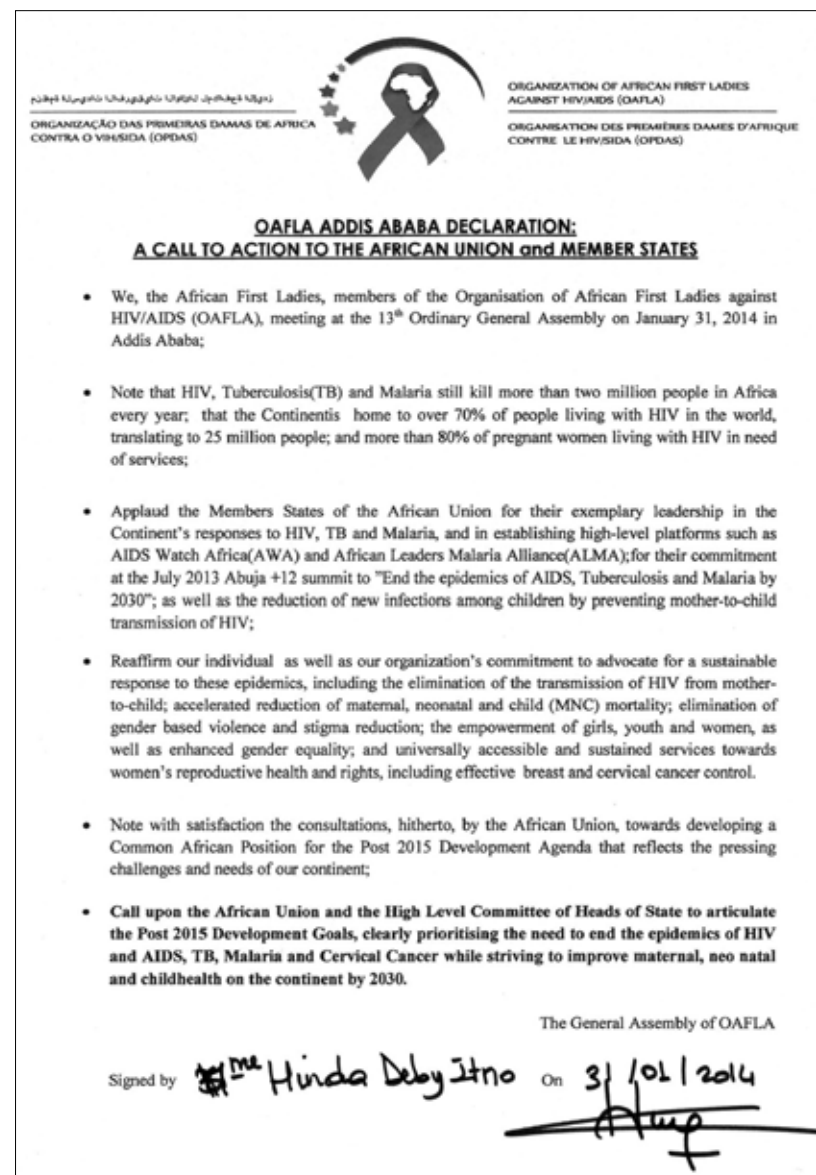 ORGANIZAÇÃO DAS PRIMEIRAS DAMAS DE AFRICA
CONTRA O VIH/SIDA (OPDAS)
ORGANIZATION OF AFRICAN FIRST LADIES
AGAINST HIV/AIDS (OAFLA)
ORGANISATION DES PREMIÈRES DAMES D'AFRIQUE
CONTRE LE HIV/SIDA (OPDAS)
OAFLA ADDIS ABABA DECLARATION:
A CALL TO ACTION TO THE AFRICAN UNION and MEMBER STATES
• We, the African First Ladies, members of the Organisation of African First Ladies against
HIV/AIDS (OAFLA), meeting at the 13th Ordinary General Assembly on January 31, 2014 in
Addis Ababa;
• Note that HIV, Tuberculosis(TB) and Malaria still kill more than two million people in Africa
every year; that the Continentis home to over 70% of people living with HIV in the world,
translating to 25 million people; and more than 80% of pregnant women living with HIV in need
of services;
• Applaud the Members States of the African Union for their exemplary leadership in the
Continent's responses to HIV, TB and Malaria, and in establishing high-level platforms such as
AIDS Watch Africa(AWA) and African Leaders Malaria Alliance(ALMA);for their commitment
at the July 2013 Abuja +12 summit to "End the epidemics of AIDS, Tuberculosis and Malaria by
2030"; as well as the reduction of new infections among children by preventing mother-to-child
transmission of HIV;
• Reaffirm our individual as well as our organization's commitment to advocate for a sustainable
response to these epidemics, including the elimination of the transmission of HIV from mother-
to-child; accelerated reduction of maternal, neonatal and child (MNC) mortality; elimination of
gender based violence and stigma reduction; the empowerment of girls, youth and women, as
well as enhanced gender equality; and universally accessible and sustained services towards
women's reproductive health and rights, including effective breast and cervical cancer control.
• Note with satisfaction the consultations, hitherto, by the African Union, towards developing a
Common African Position for the Post 2015 Development Agenda that reflects the pressing
challenges and needs of our continent;
• Call upon the African Union and the High Level Committee of Heads of State to articulate
the Post 2015 Development Goals, clearly prioritising the need to end the epidemics of HIV
and AIDS, TB, Malaria and Cervical Cancer while striving to improve maternal, neo natal
and childhealth on the continent by 2030.
The General Assembly of OAFLA
Signed by Mme Hinda Deby Itno On 31/01/2014